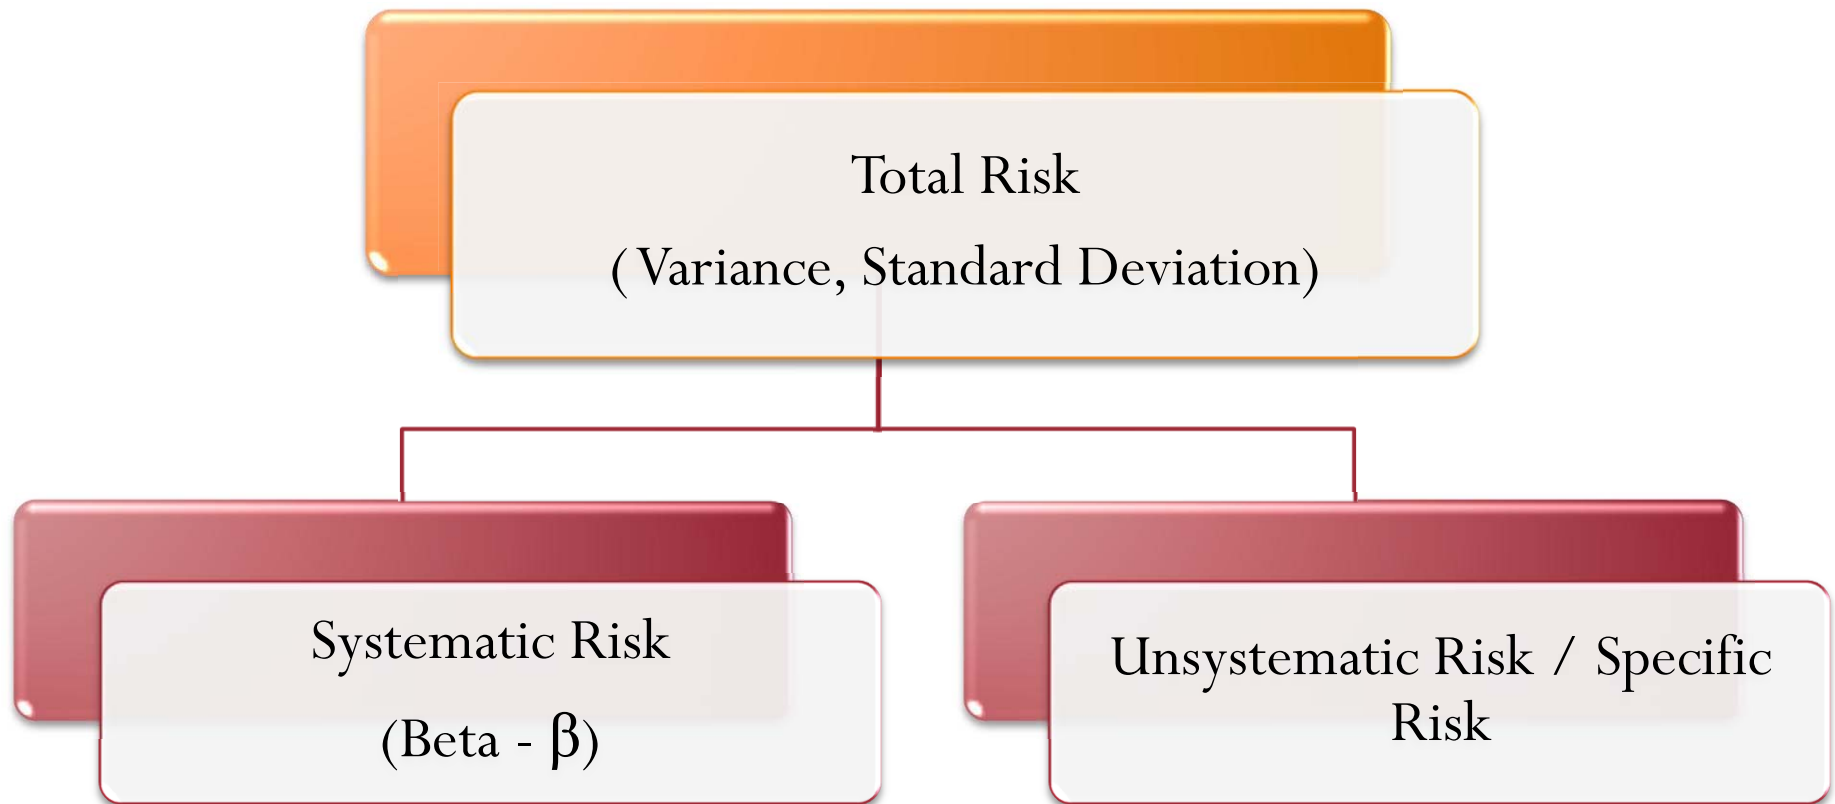 Total Risk
(Variance, Standard Deviation)
Systematic Risk
(Beta - β)
Unsystematic Risk / Specific
Risk